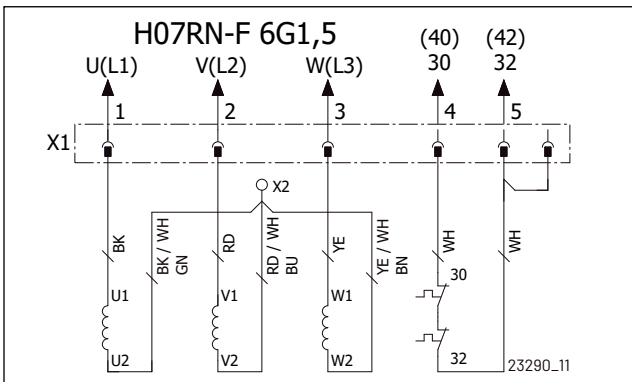 H07RN-F 6G1,5
(40) (42)
U(L1) V(L2) W(L3) 30 32
1 2 3 4 5
X1
X2
BK
BK / WH
GN
RD
RD / WH
BU
YE
YE / WH
BN
WH
WH
30
U1 V1 W1
U2 V2 W2 32
23290_11